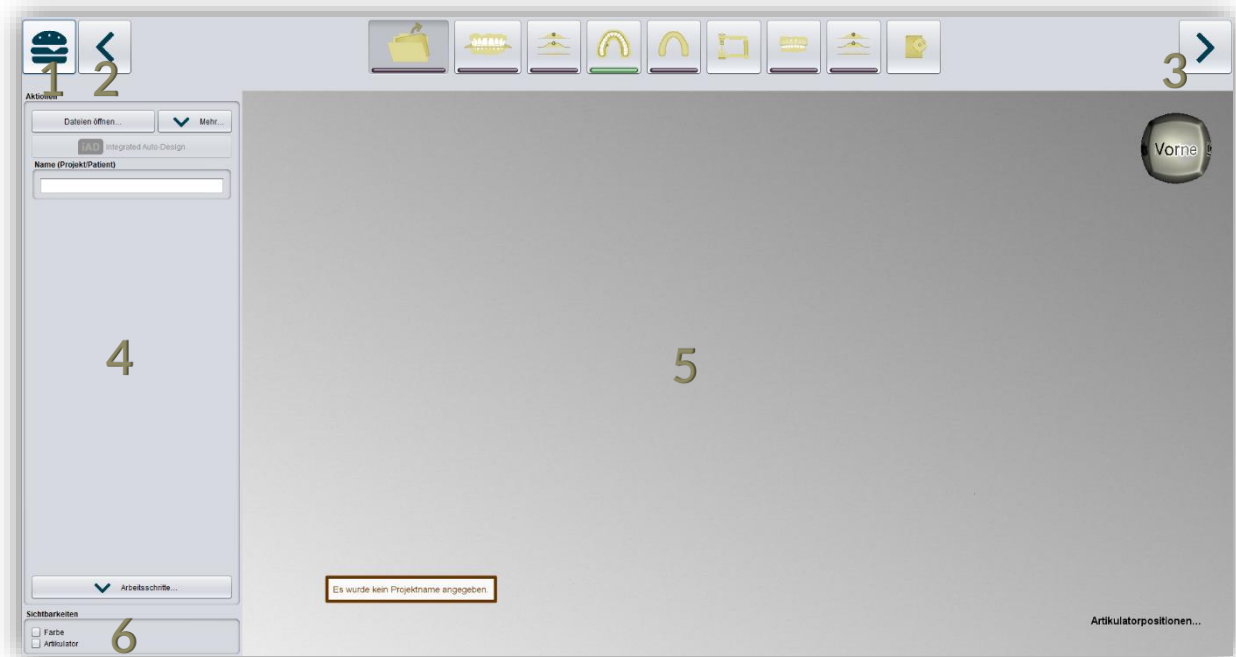 1
2
3
Aktionen
Dateien öffnen...
Mehr...
IAD Integrated Auto-Design
Name (Projekt/Patient)
Vorne
4
5
Arbeitsschritte...
Es wurde kein Projektname angegeben.
Sichtbarkeiten
Farbe
Artikulator
6
Artikulatorpositionen...